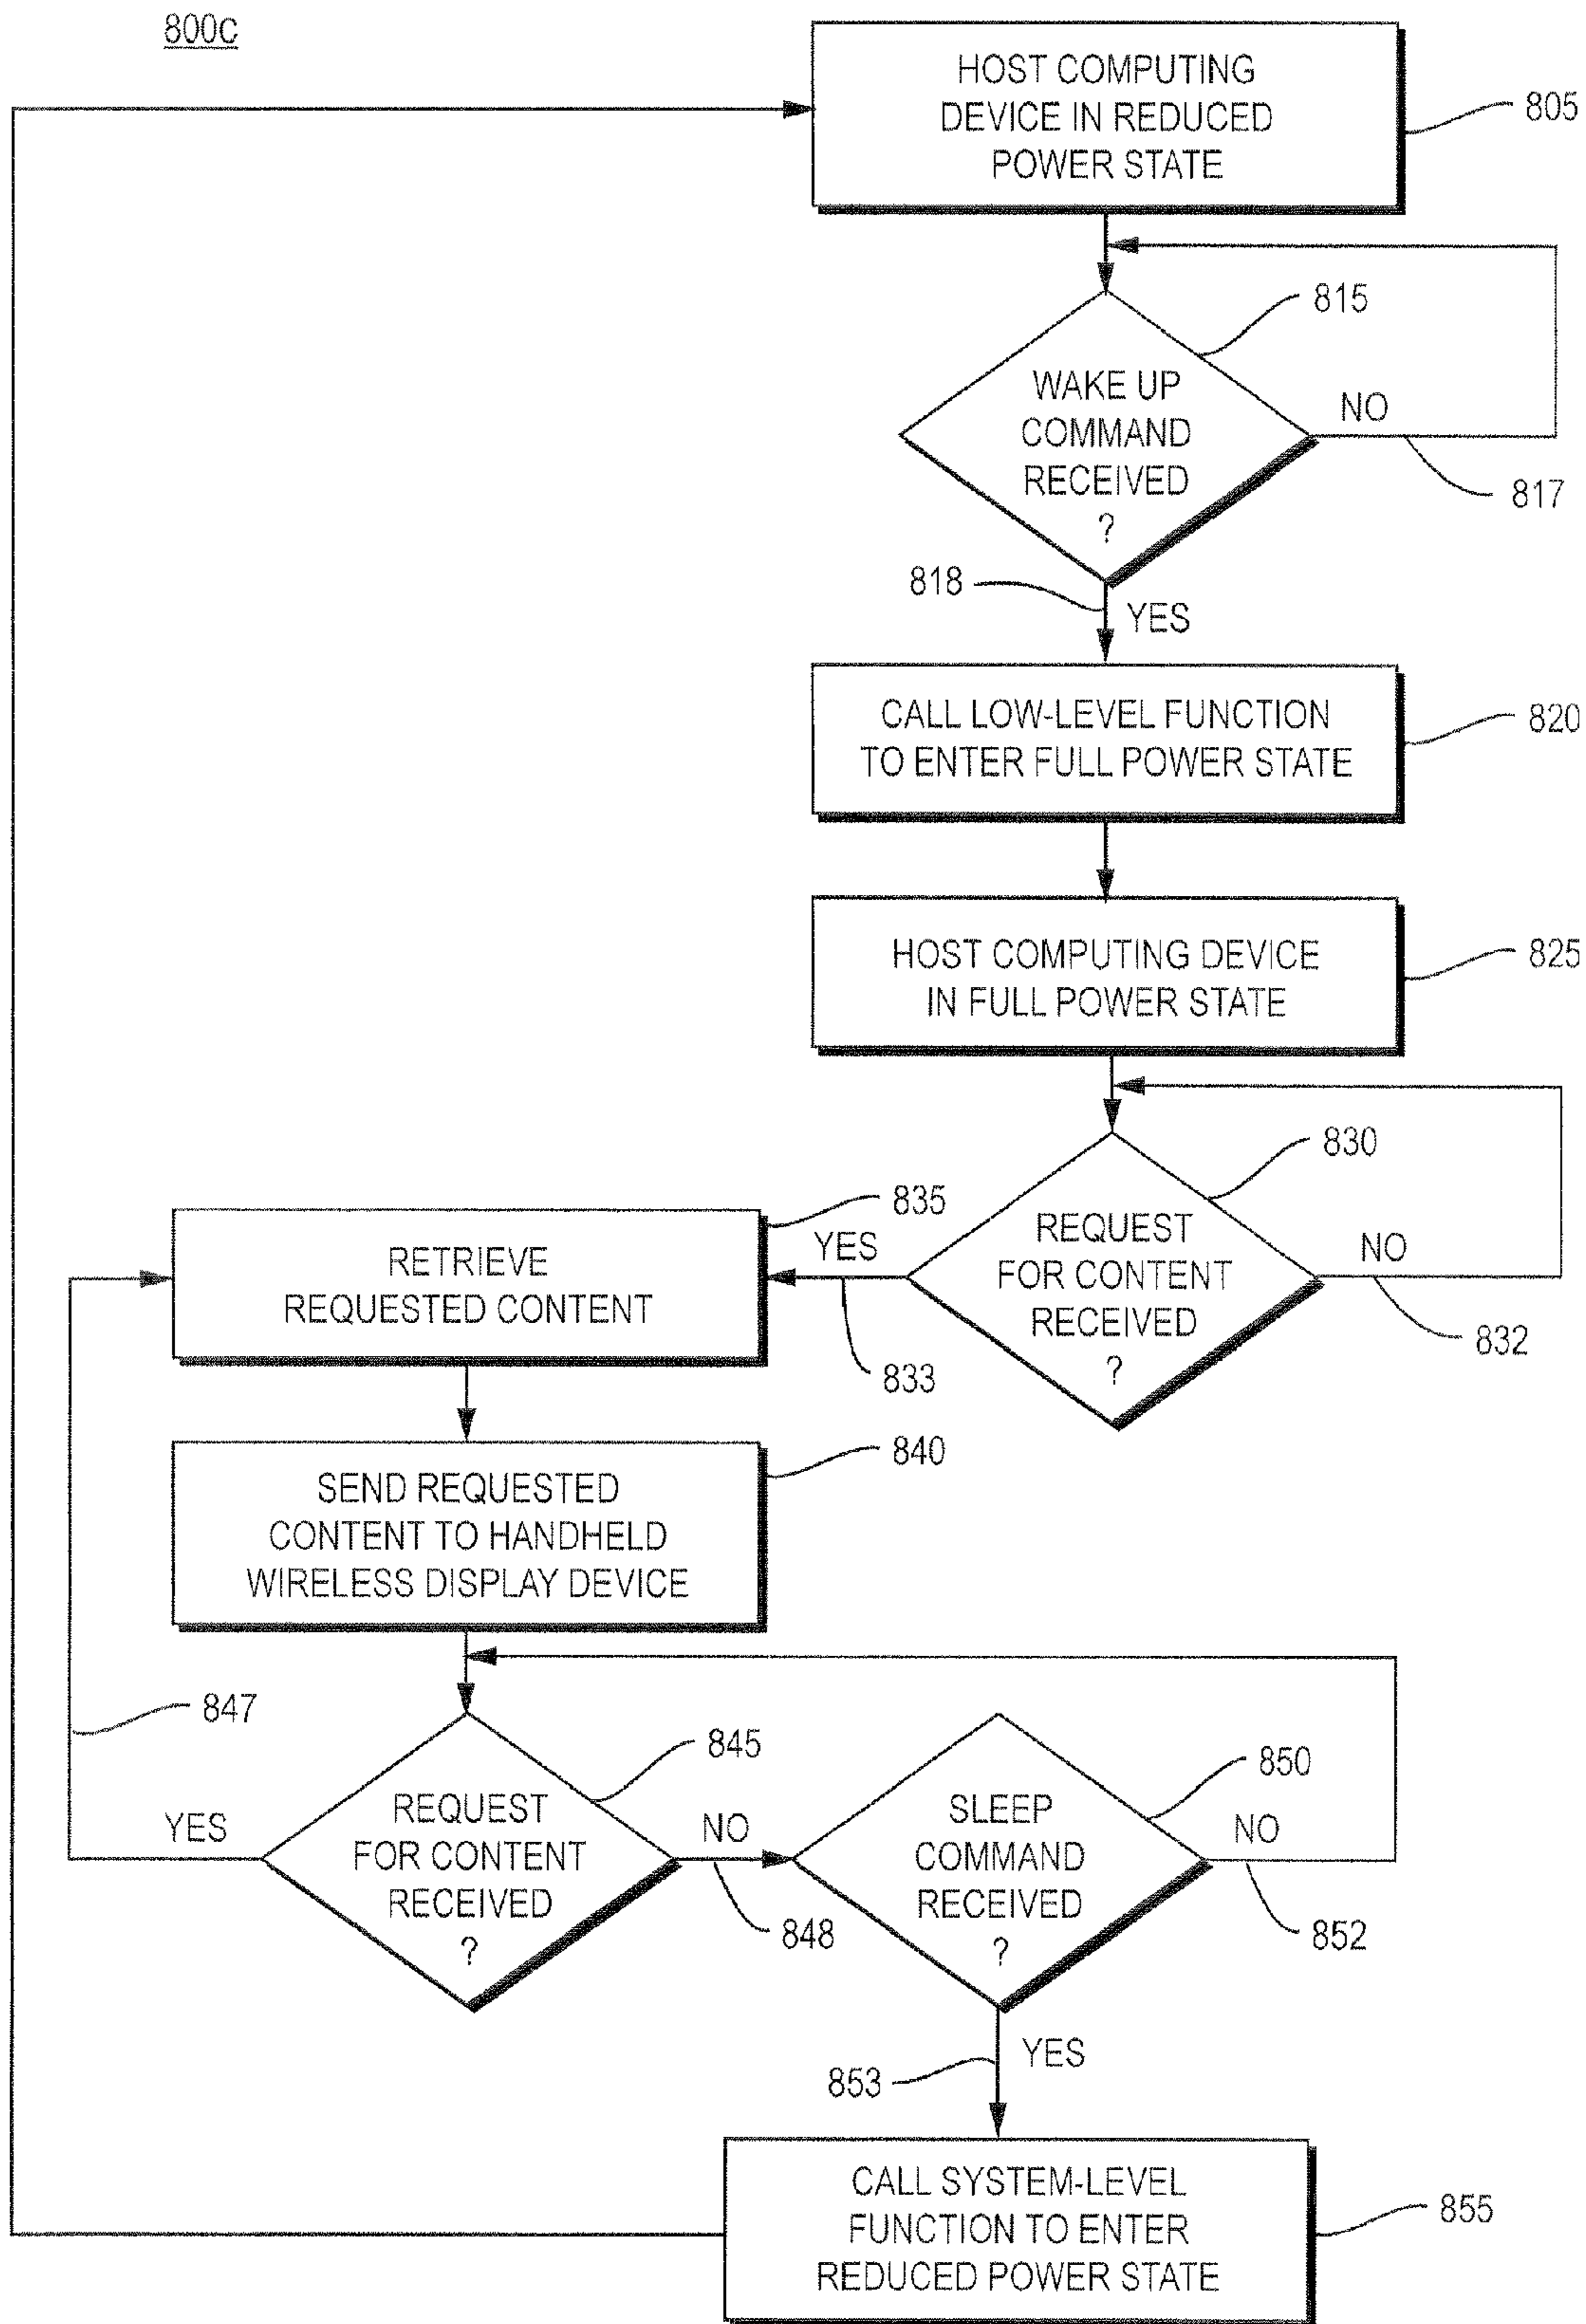 800c
HOST COMPUTING
DEVICE IN REDUCED
POWER STATE
805
815
WAKE UP
COMMAND
RECEIVED
?
NO
817
818
YES
CALL LOW-LEVEL FUNCTION
TO ENTER FULL POWER STATE
820
HOST COMPUTING DEVICE
IN FULL POWER STATE
825
830
REQUEST
FOR CONTENT
RECEIVED
?
NO
832
YES
833
835
RETRIEVE
REQUESTED CONTENT
840
SEND REQUESTED
CONTENT TO HANDHELD
WIRELESS DISPLAY DEVICE
847
845
YES
REQUEST
FOR CONTENT
RECEIVED
?
NO
848
850
SLEEP
COMMAND
RECEIVED
?
NO
852
853
YES
CALL SYSTEM-LEVEL
FUNCTION TO ENTER
REDUCED POWER STATE
855